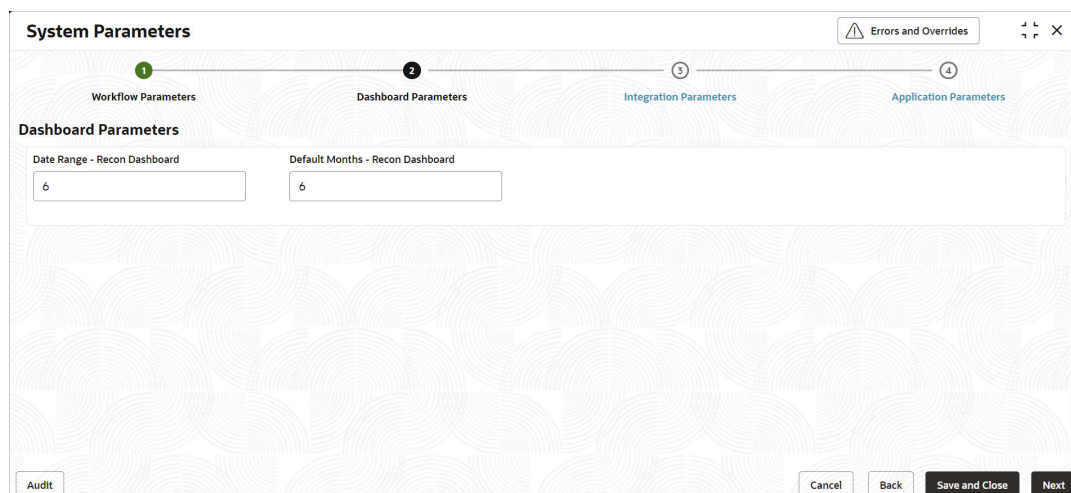 System Parameters
Errors and Overrides
1
2
3
4
Workflow Parameters
Dashboard Parameters
Integration Parameters
Application Parameters
Dashboard Parameters
Date Range - Recon Dashboard
Default Months - Recon Dashboard
6
6
Audit
Cancel
Back
Save and Close
Next